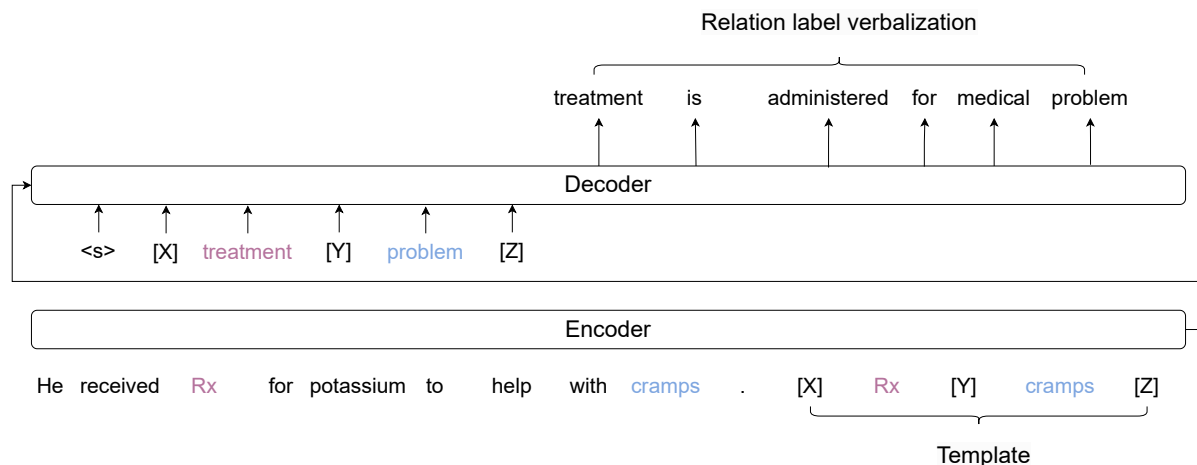 Relation label verbalization
treatment is administered for medical problem
Decoder
<s> [X] treatment [Y] problem [Z]
Encoder
He received Rx for potassium to help with cramps . [X] Rx [Y] cramps [Z]
Template